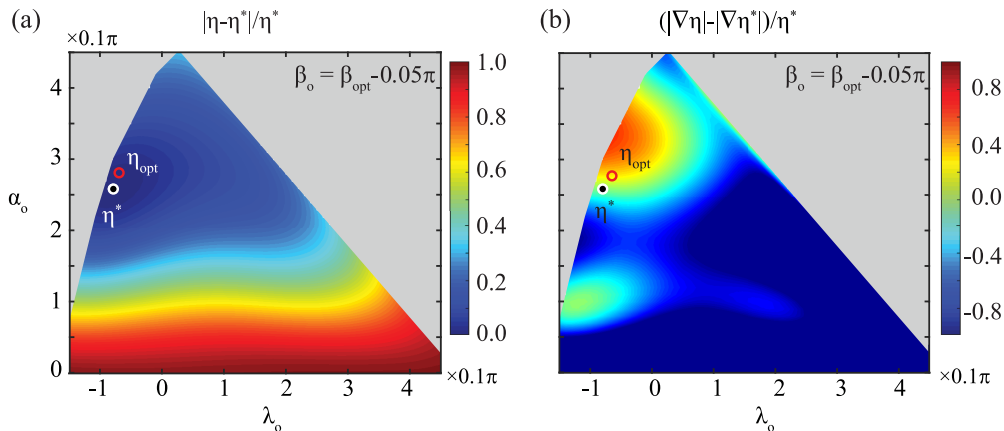 (a)
|η-η*|/η*
×0.1π
β_o = β_opt-0.05π
4
3
2
1
0
α_o
η_opt
η*
-1
0
1
2
3
4
×0.1π
λ_o
1.0
0.8
0.6
0.4
0.2
0.0
(b)
(|∇η|-|∇η*|)/η*
β_o = β_opt-0.05π
η_opt
η*
-1
0
1
2
3
4
×0.1π
λ_o
0.8
0.4
0.0
-0.4
-0.8